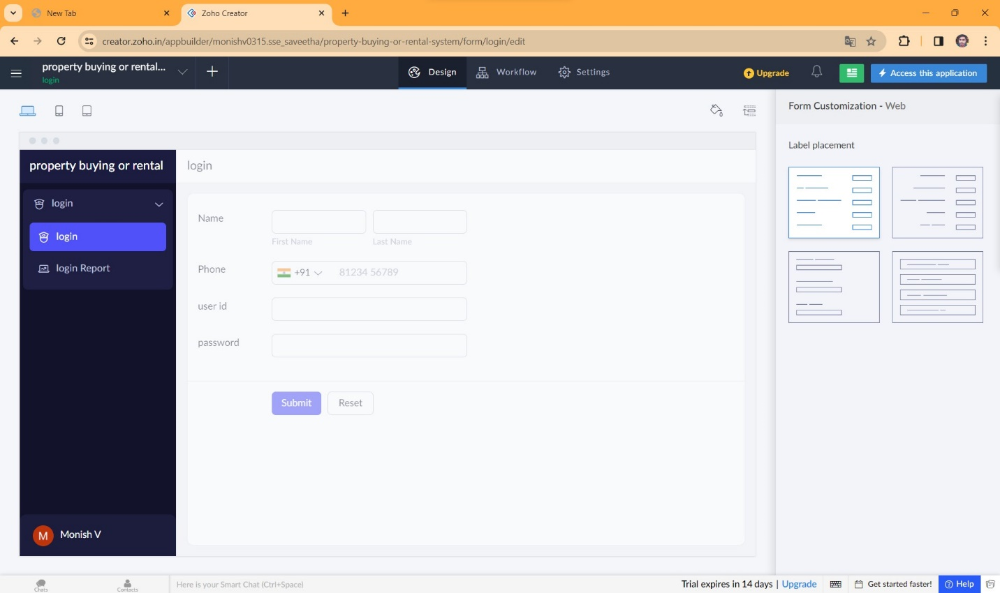 New Tab
Zoho Creator
creator.zoho.in/appbuilder/monishv0315.sse_saveetha/property-buying-or-rental-system/form/login/edit
property buying or rental...
login
Design
Workflow
Settings
Upgrade
Access this application
Form Customization - Web
Label placement
property buying or rental
login
login
login
login Report
Name
First Name
Last Name
Phone
+91
81234 56789
user id
password
Submit
Reset
M
Monish V
Chats
Contacts
Here is your Smart Chat (Ctrl+Space)
Trial expires in 14 days | Upgrade
Get started faster!
Help